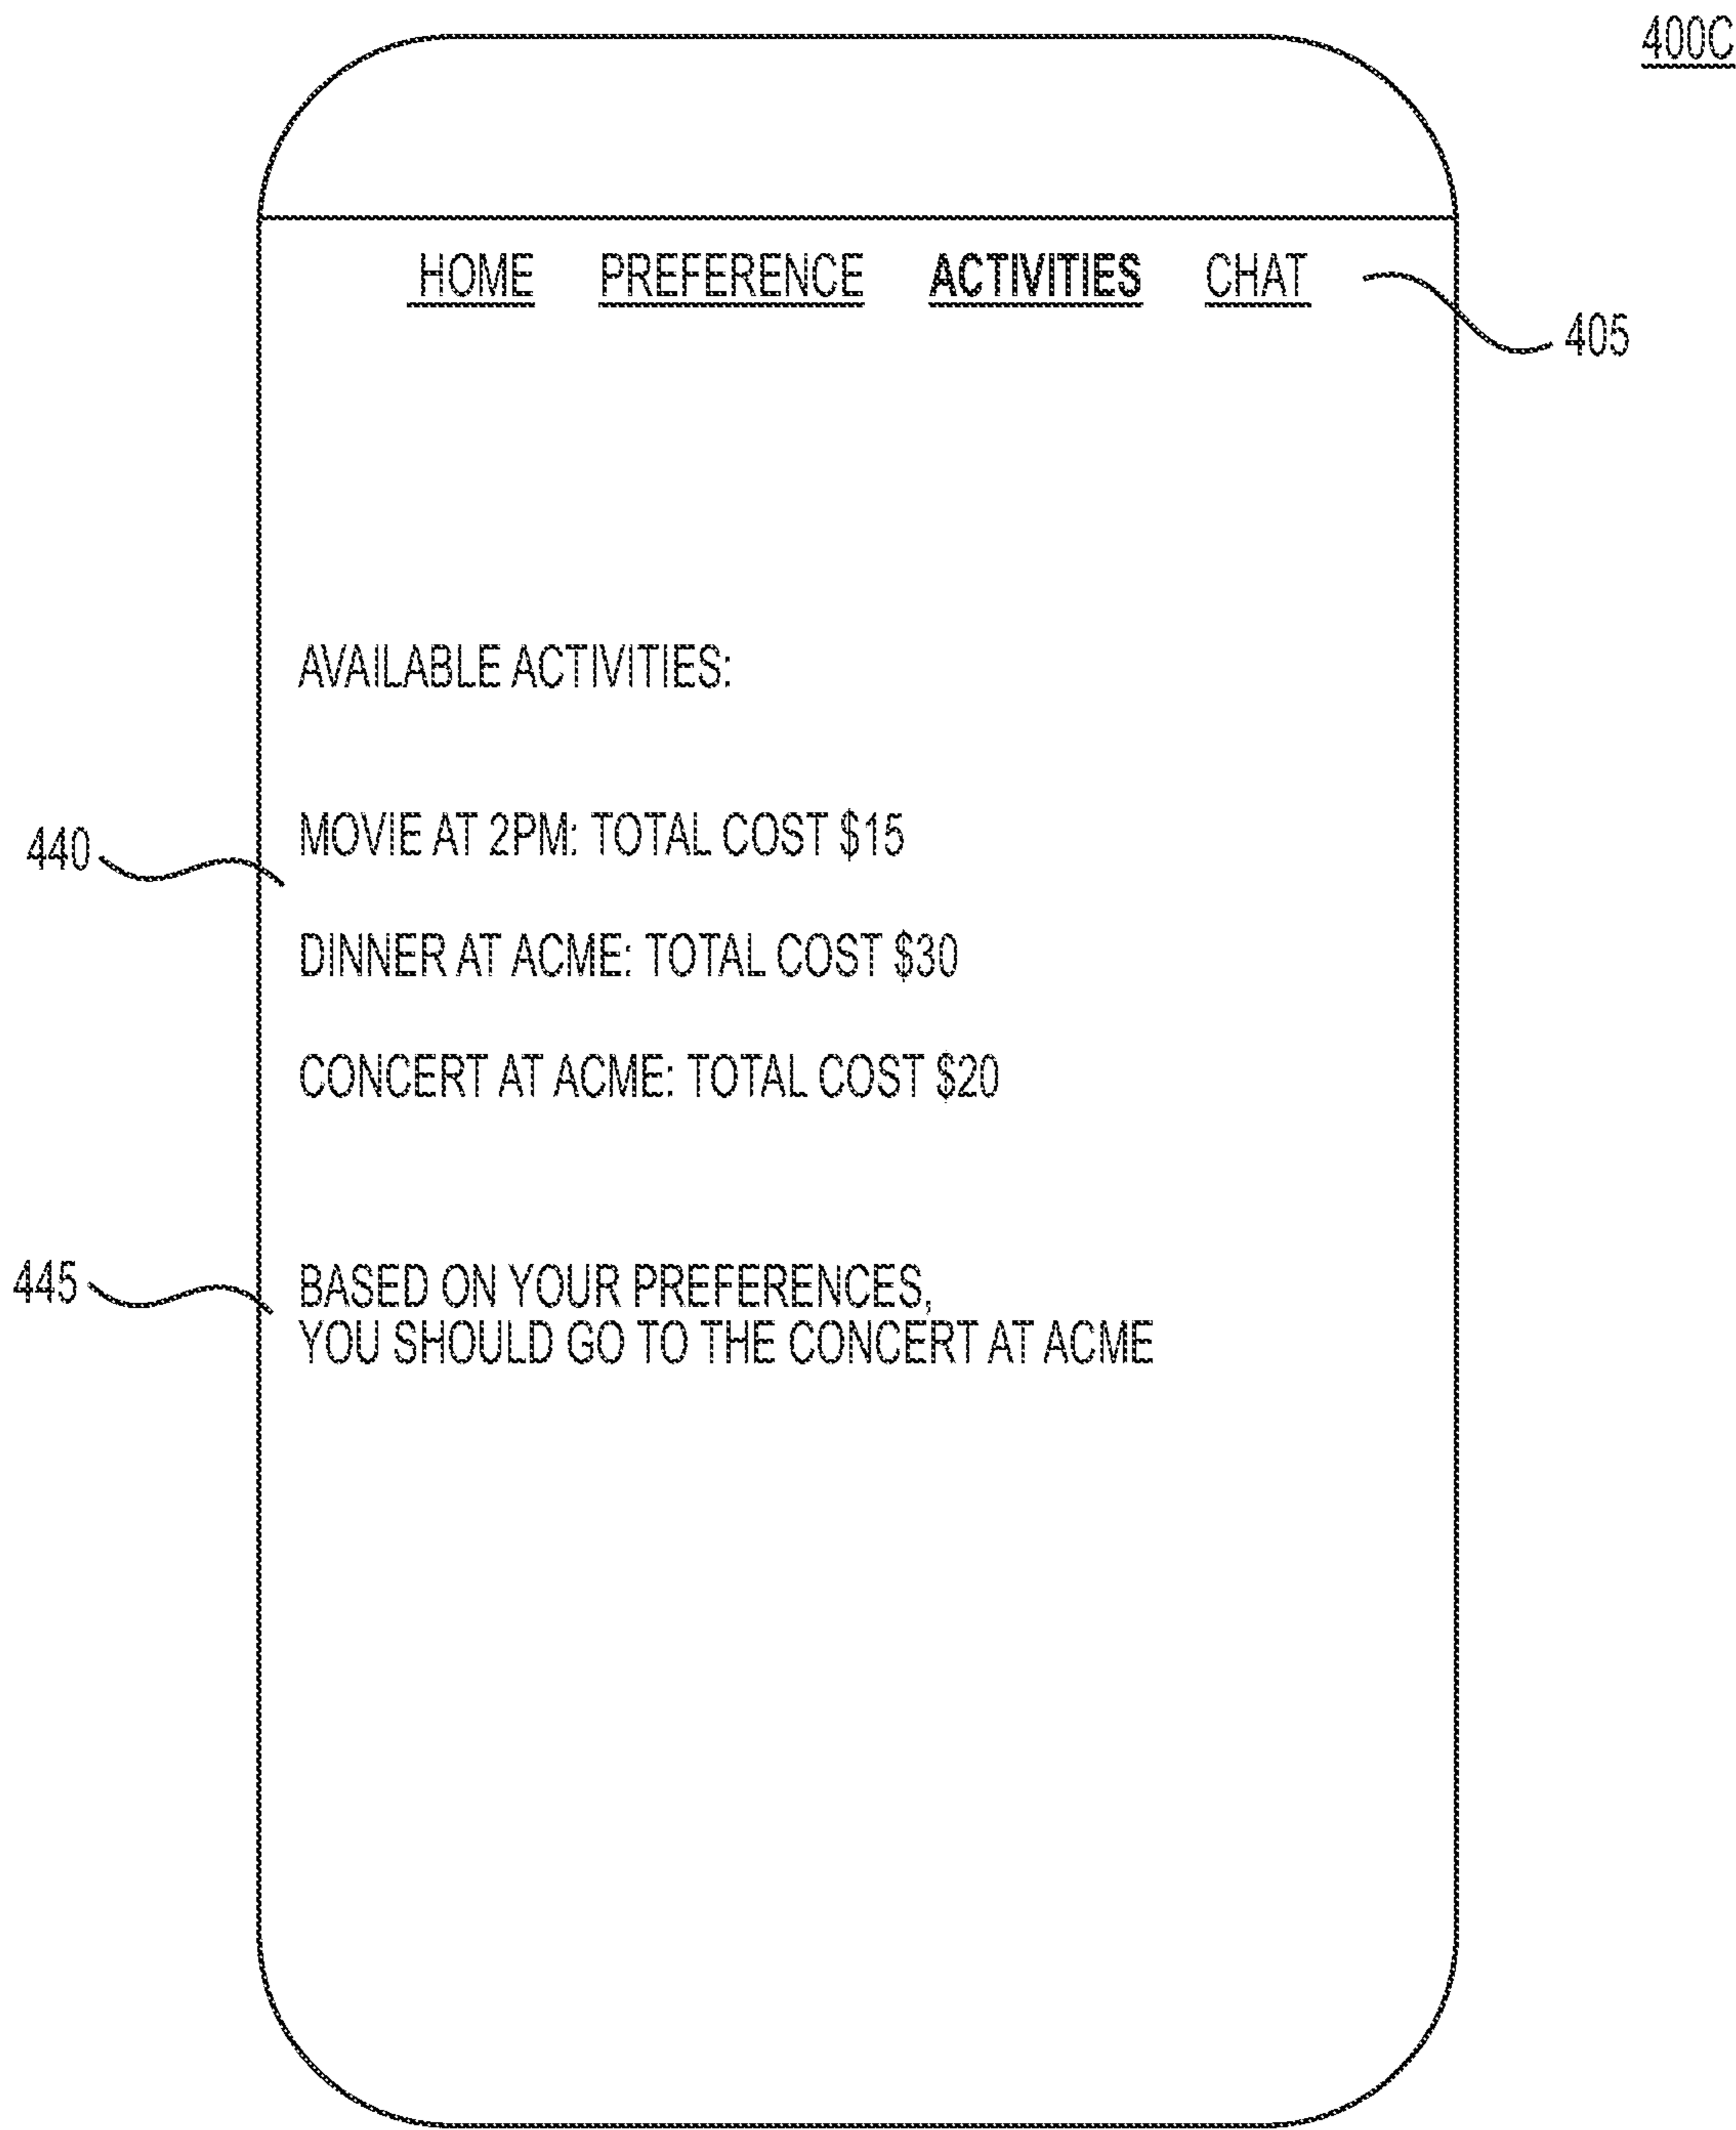 400C
HOME PREFERENCE ACTIVITIES CHAT
405
AVAILABLE ACTIVITIES:
MOVIE AT 2PM: TOTAL COST $15
440
DINNER AT ACME: TOTAL COST $30
CONCERT AT ACME: TOTAL COST $20
445
BASED ON YOUR PREFERENCES,
YOU SHOULD GO TO THE CONCERT AT ACME